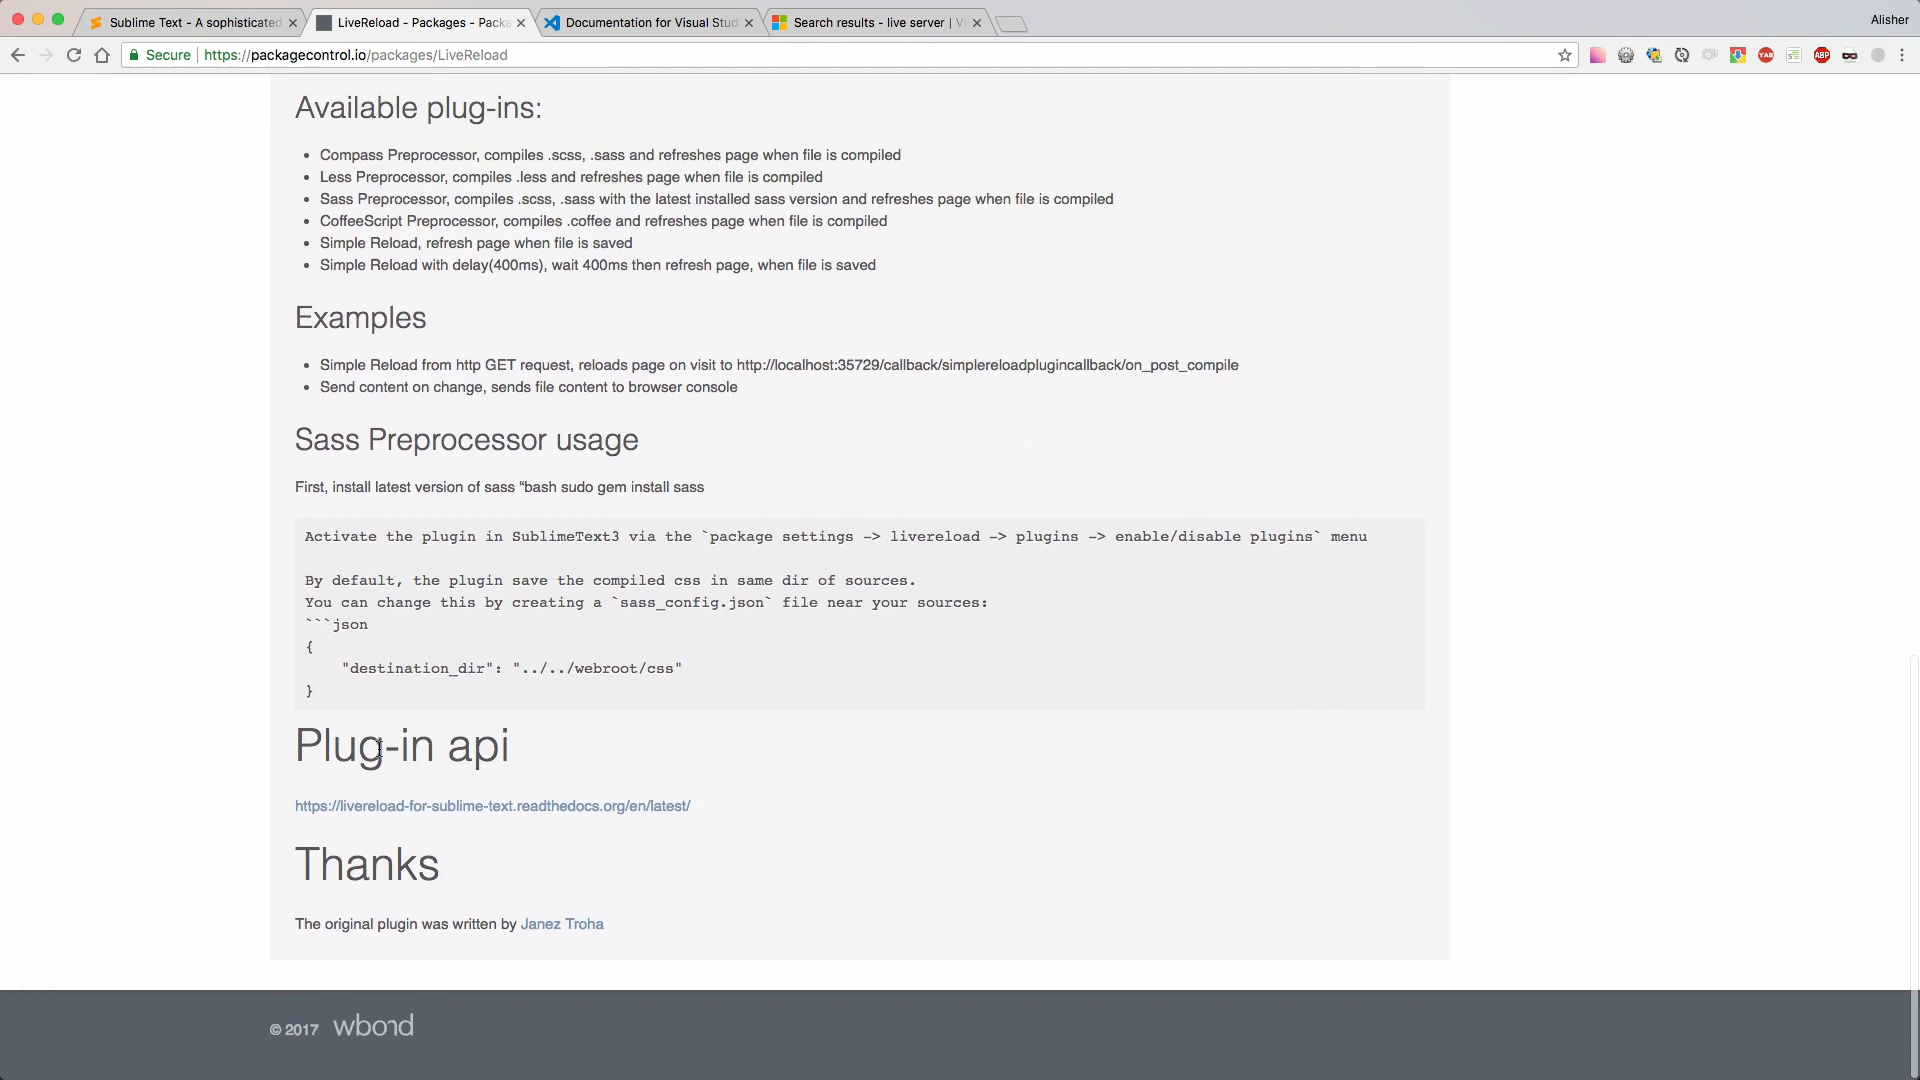 Sublime Text - A sophisticated
LiveReload - Packages - Packa
Documentation for Visual Stud
Search results - live server | Vi
Alisher
Secure https://packagecontrol.io/packages/LiveReload
YAB
ABP
Available plug-ins:
• Compass Preprocessor, compiles .scss, .sass and refreshes page when file is compiled
• Less Preprocessor, compiles .less and refreshes page when file is compiled
• Sass Preprocessor, compiles .scss, .sass with the latest installed sass version and refreshes page when file is compiled
• CoffeeScript Preprocessor, compiles .coffee and refreshes page when file is compiled
• Simple Reload, refresh page when file is saved
• Simple Reload with delay(400ms), wait 400ms then refresh page, when file is saved
Examples
• Simple Reload from http GET request, reloads page on visit to http://localhost:35729/callback/simplereloadplugincallback/on_post_compile
• Send content on change, sends file content to browser console
Sass Preprocessor usage
First, install latest version of sass “bash sudo gem install sass
Activate the plugin in SublimeText3 via the `package settings -> livereload -> plugins -> enable/disable plugins` menu
By default, the plugin save the compiled css in same dir of sources.
You can change this by creating a `sass_config.json` file near your sources:
```json
{
"destination_dir": "../../webroot/css"
}
Plug-in api
https://livereload-for-sublime-text.readthedocs.org/en/latest/
Thanks
The original plugin was written by Janez Troha
© 2017 wbond